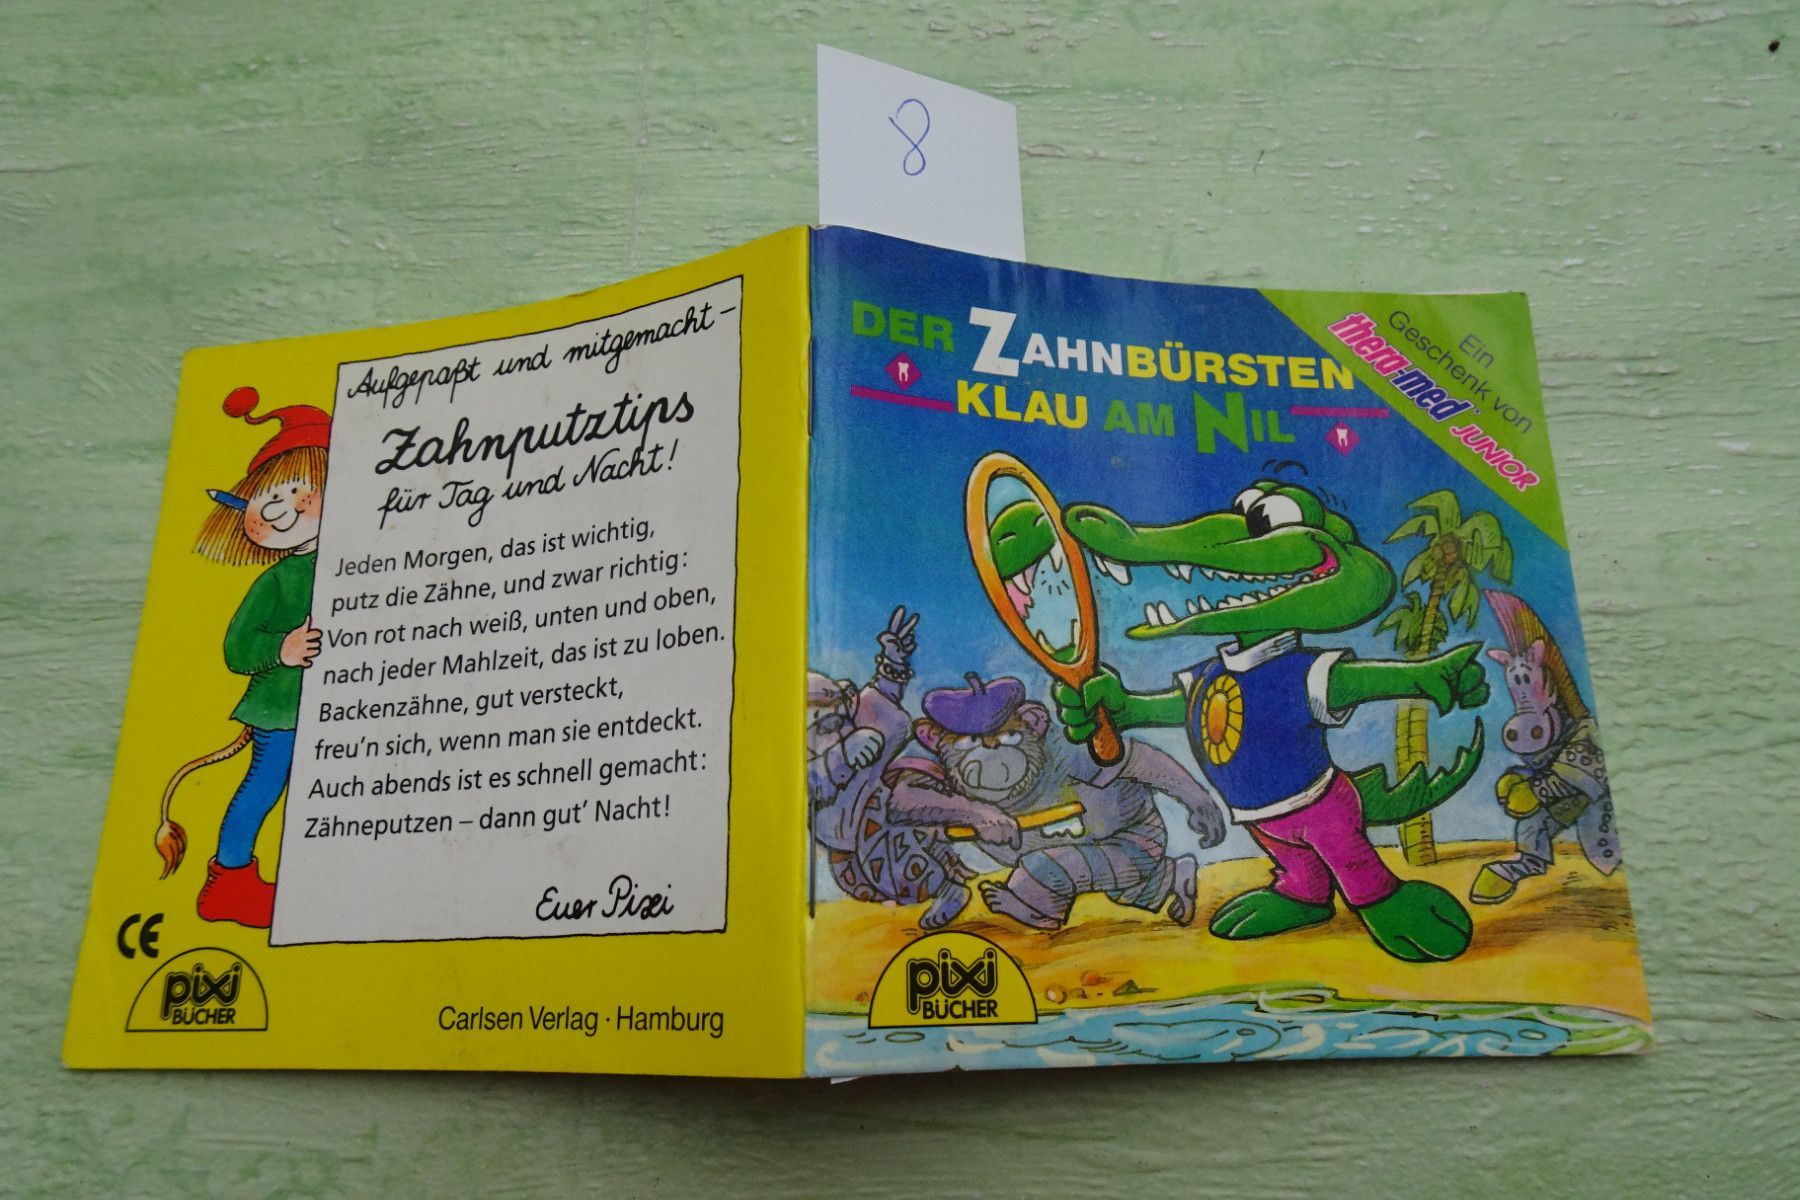 8
Aufgepaßt und mitgemacht –
Zahnputztips
für Tag und Nacht!
Jeden Morgen, das ist wichtig,
putz die Zähne, und zwar richtig:
Von rot nach weiß, unten und oben,
nach jeder Mahlzeit, das ist zu loben.
Backenzähne, gut versteckt,
freu'n sich, wenn man sie entdeckt.
Auch abends ist es schnell gemacht:
Zähneputzen – dann gut' Nacht!
Euer Pixi
CE
pixi
BÜCHER
Carlsen Verlag · Hamburg
DER ZAHNBÜRSTEN
KLAU AM NIL
Ein
Geschenk von
thera-med
JUNIOR
pixi
BÜCHER